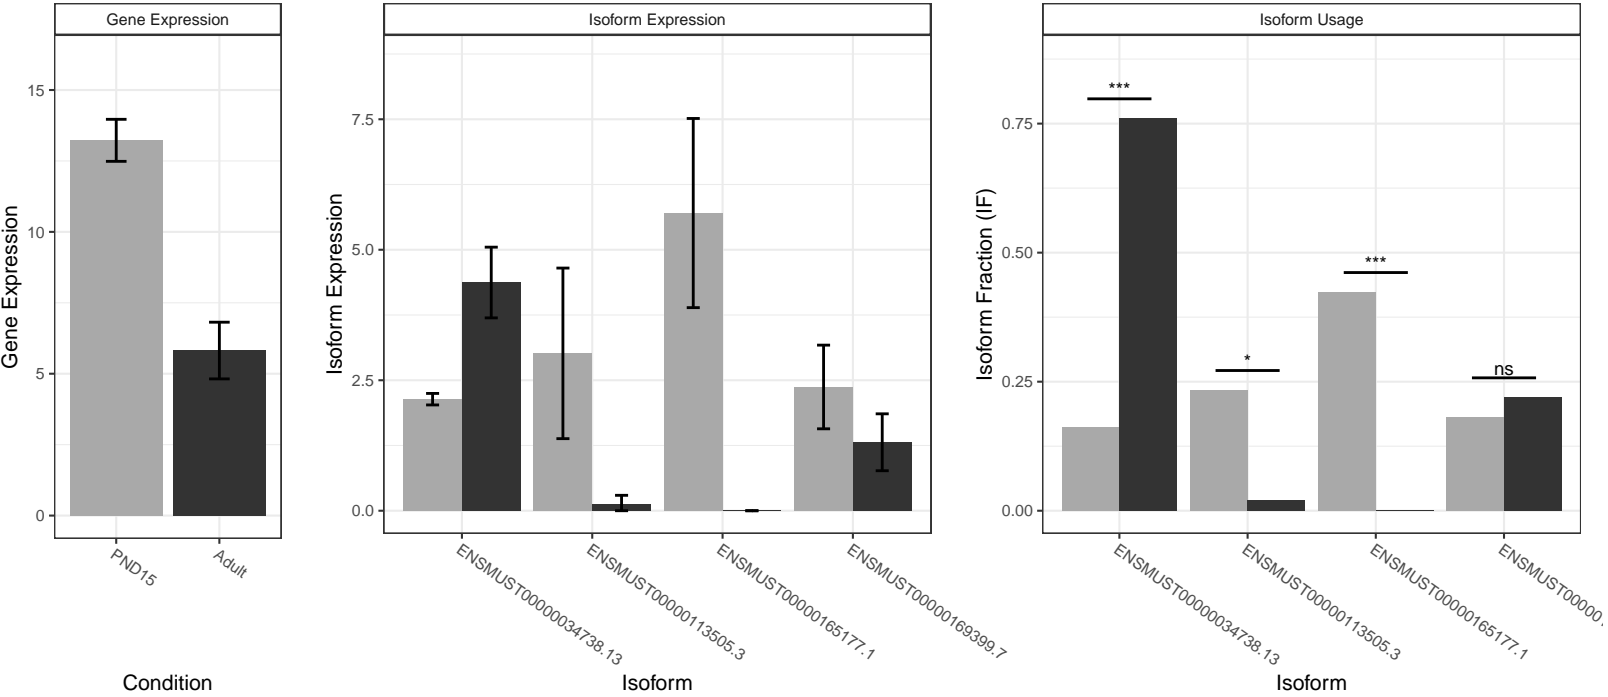 Gene Expression
Isoform Expression
Isoform Usage
Gene Expression
15
10
5
0
PND15
Adult
Condition
Isoform Expression
7.5
5.0
2.5
0.0
ENSMUST00000034738.13
ENSMUST00000113505.3
ENSMUST00000165177.1
ENSMUST00000169399.7
Isoform
Isoform Fraction (IF)
0.75
0.50
0.25
0.00
***
*
***
ns
ENSMUST00000034738.13
ENSMUST00000113505.3
ENSMUST00000165177.1
ENSMUST00000
Isoform